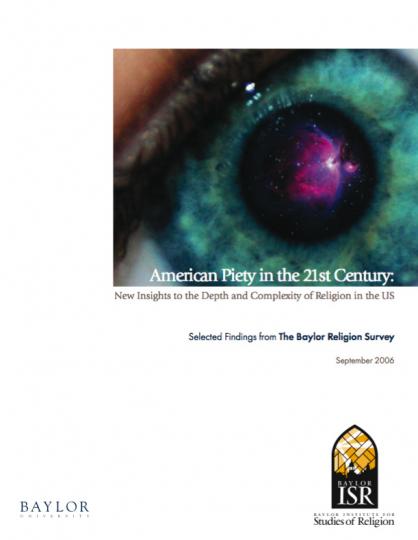 American Piety in the 21st Century:
New Insights to the Depth and Complexity of Religion in the US
Selected Findings from The Baylor Religion Survey
September 2006
BAYLOR
ISR
BAYLOR INSTITUTE FOR
Studies of Religion
BAYLOR
UNIVERSITY